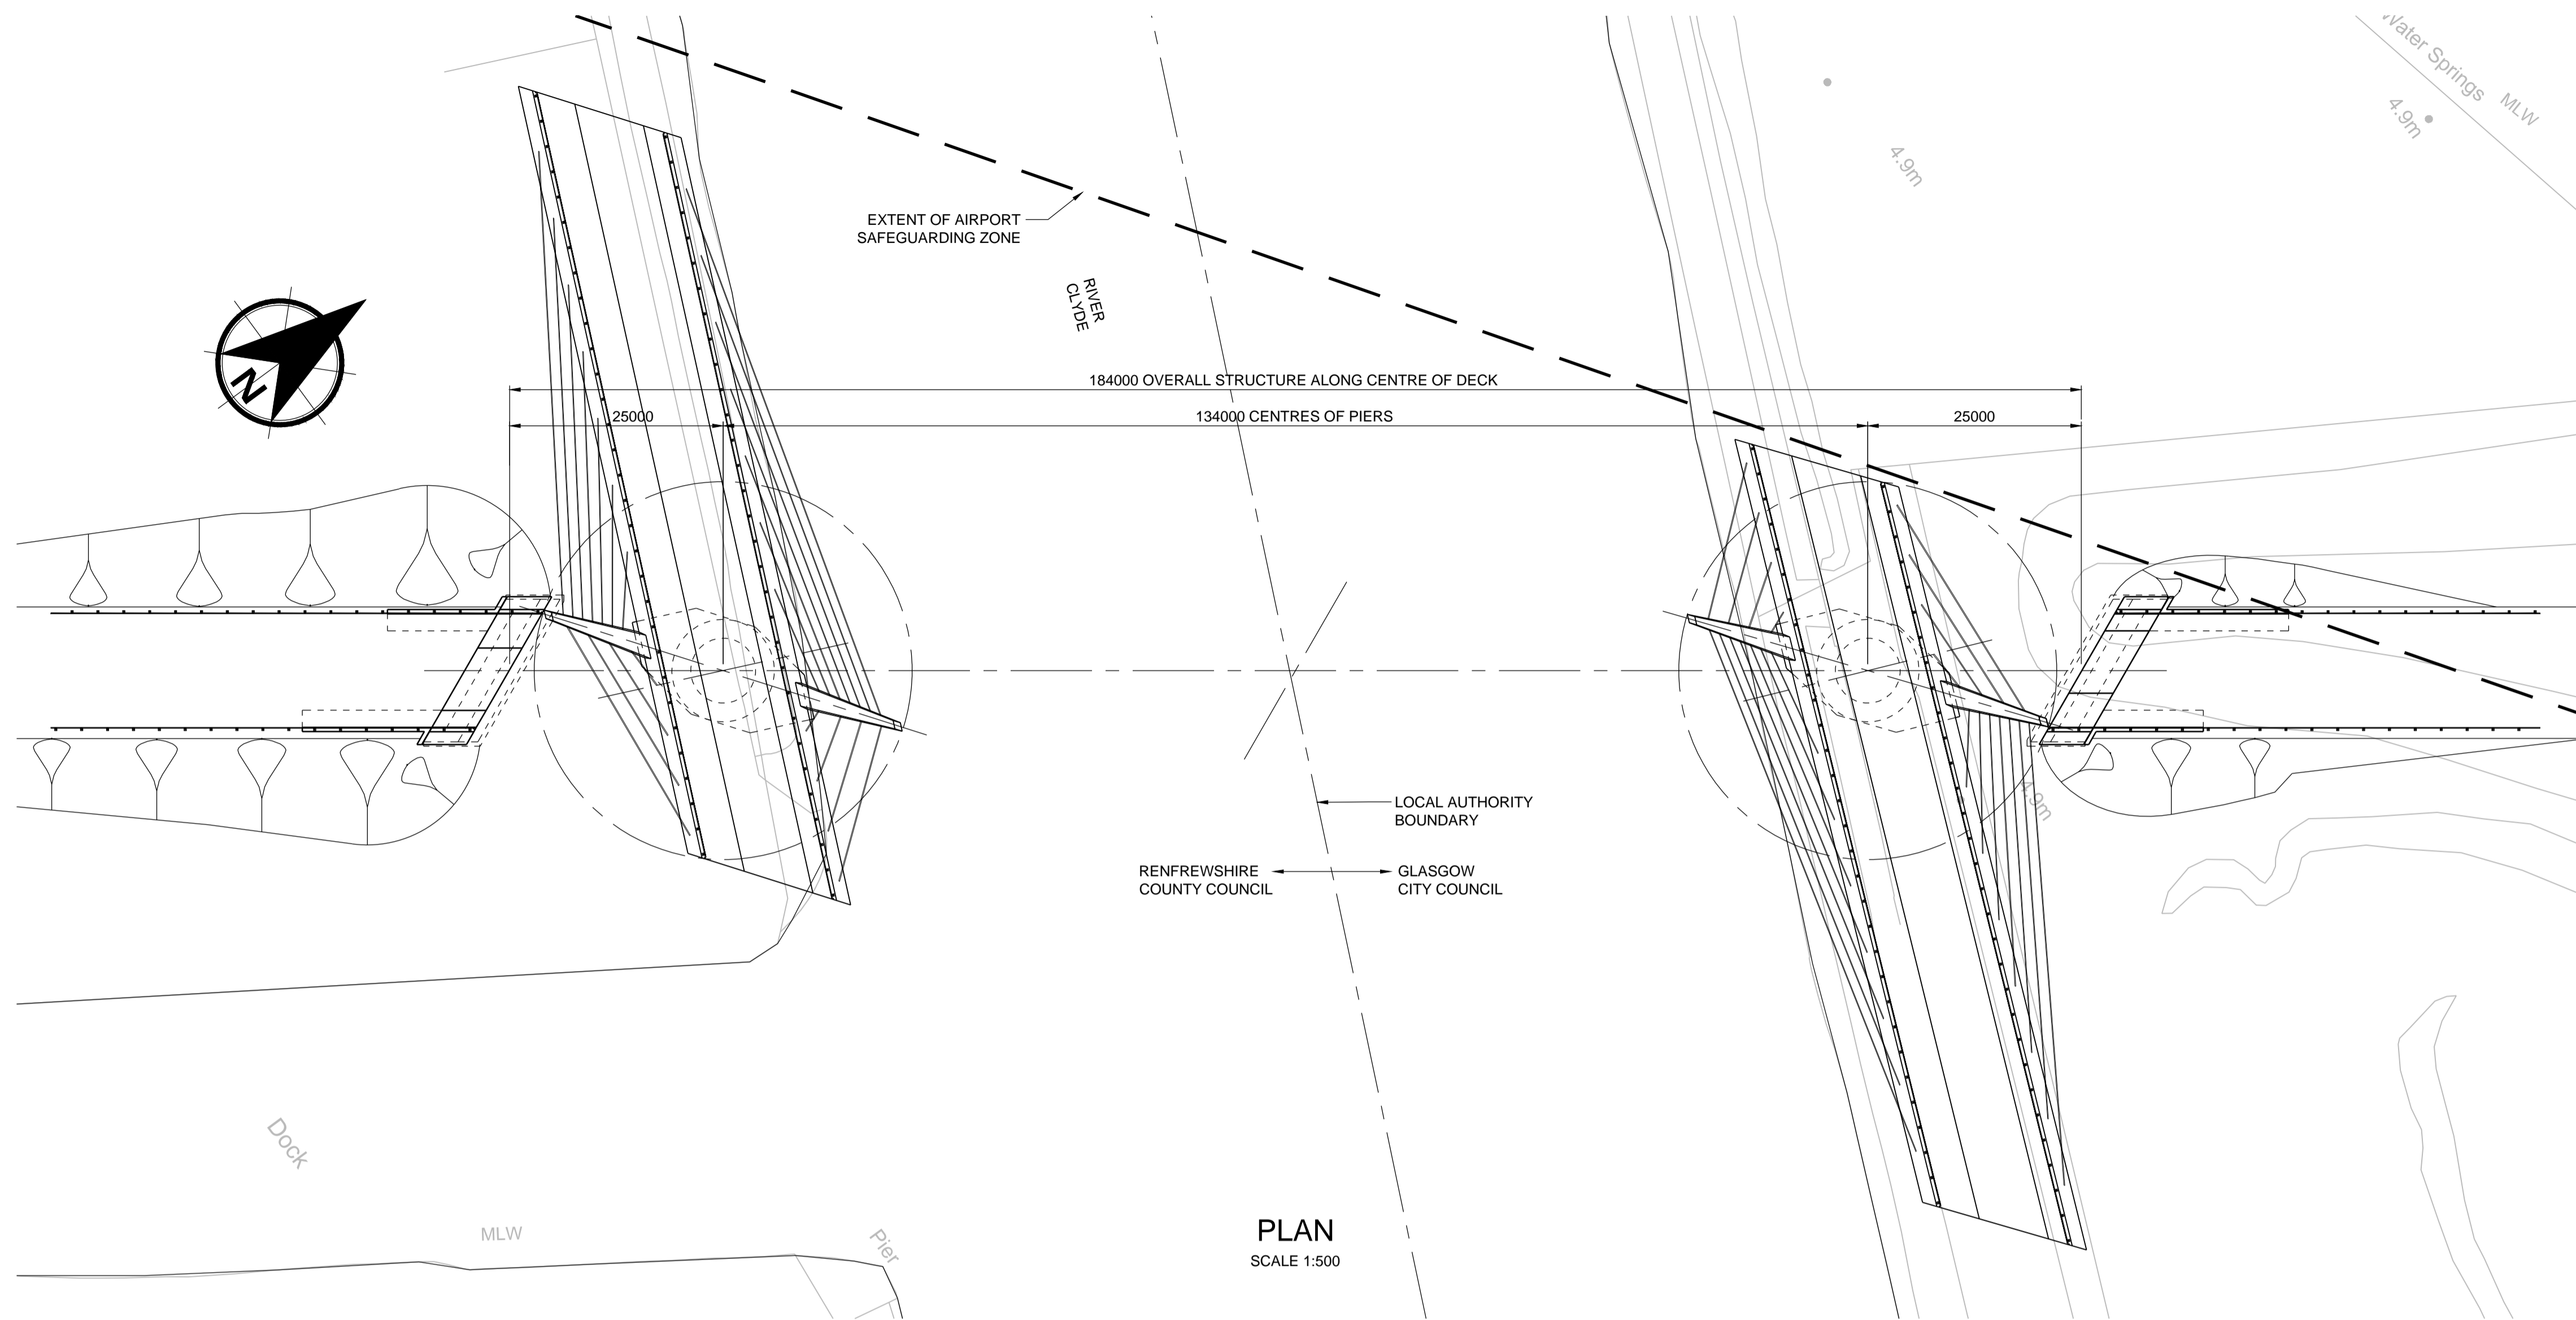 Water Springs
MLW
4.9m
4.9m
EXTENT OF AIRPORT
SAFEGUARDING ZONE
RIVER
CLYDE
N
184000 OVERALL STRUCTURE ALONG CENTRE OF DECK
25000
134000 CENTRES OF PIERS
25000
4.9m
LOCAL AUTHORITY
BOUNDARY
RENFREWSHIRE
COUNTY COUNCIL
GLASGOW
CITY COUNCIL
Dock
MLW
Pier
PLAN
SCALE 1:500